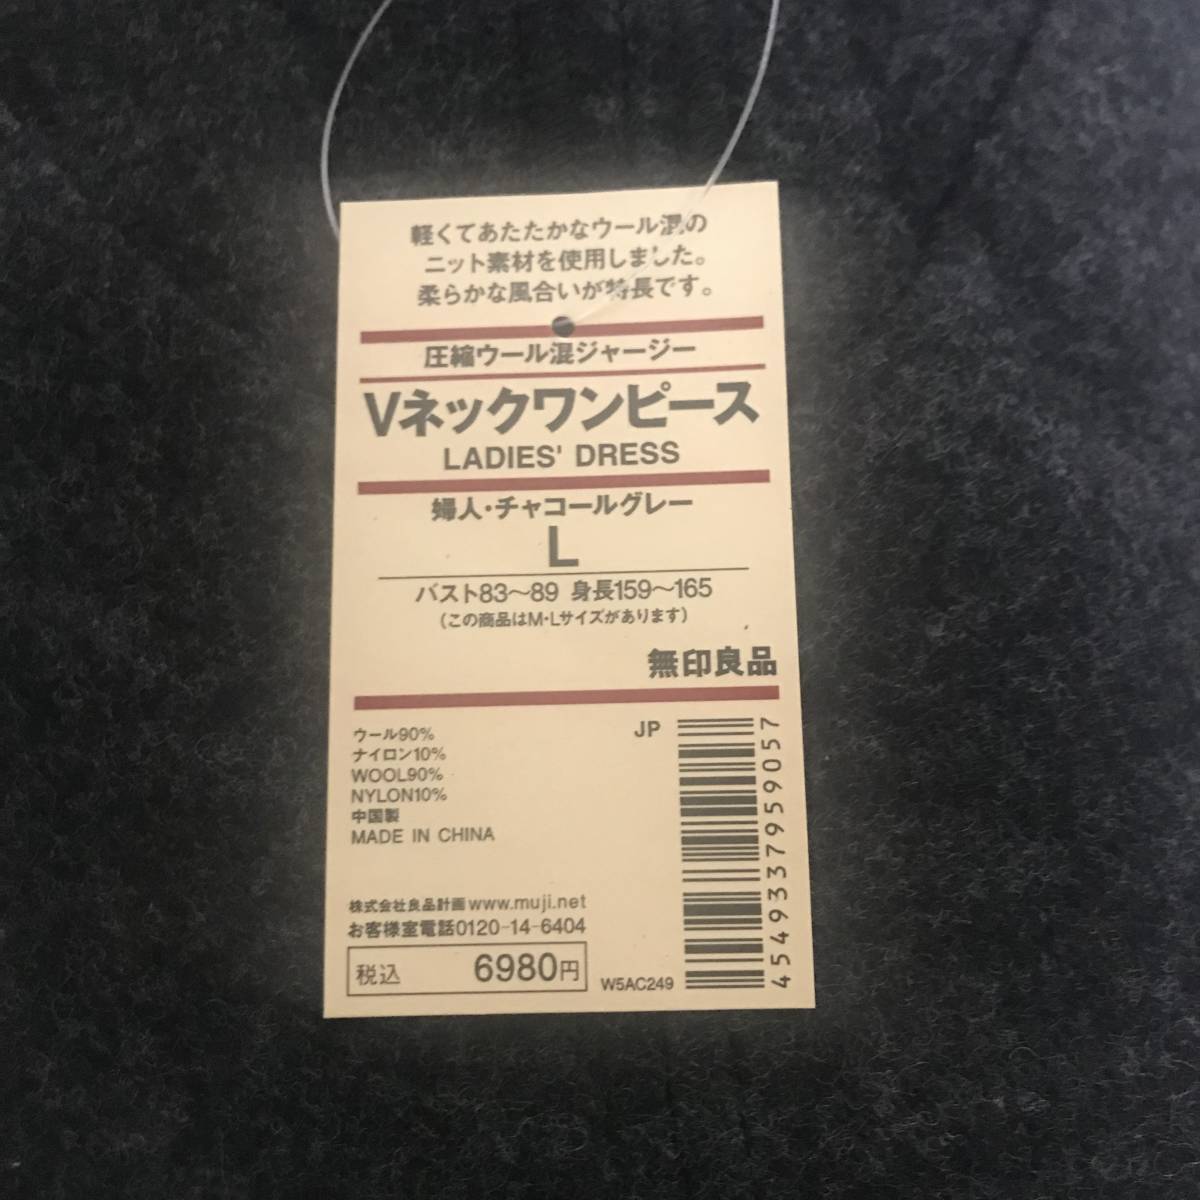 軽くてあたたかなウール混の
ニット素材を使用しました。
柔らかな風合いが特長です。
圧縮ウール混ジャージー
Vネックワンピース
LADIES' DRESS
婦人・チャコールグレー
L
バスト83〜89 身長159〜165
(この商品はM・Lサイズがあります)
無印良品
ウール90%
ナイロン10%
WOOL90%
NYLON10%
中国製
MADE IN CHINA
JP
4549337959057
株式会社良品計画 www.muji.net
お客様室電話0120-14-6404
税込 6980円
W5AC249